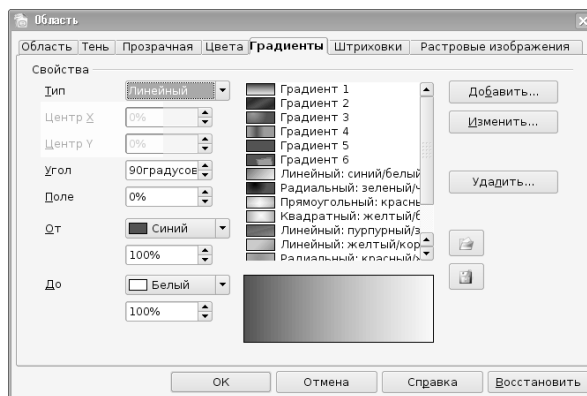 Область
Область Тень Прозрачная Цвета Градиенты Штриховки Растровые изображения
Свойства
Тип Линейный
Центр X 0%
Центр Y 0%
Угол 90градусов
Поле 0%
От Синий
100%
До Белый
100%
Градиент 1
Градиент 2
Градиент 3
Градиент 4
Градиент 5
Градиент 6
Линейный: синий/белый
Радиальный: зеленый/ч
Прямоугольный: красны
Квадратный: желтый/б
Линейный: пурпурный/з
Линейный: желтый/кор
Радиальный: красный/ж
Добавить...
Изменить...
Удалить...
OK Отмена Справка Восстановить